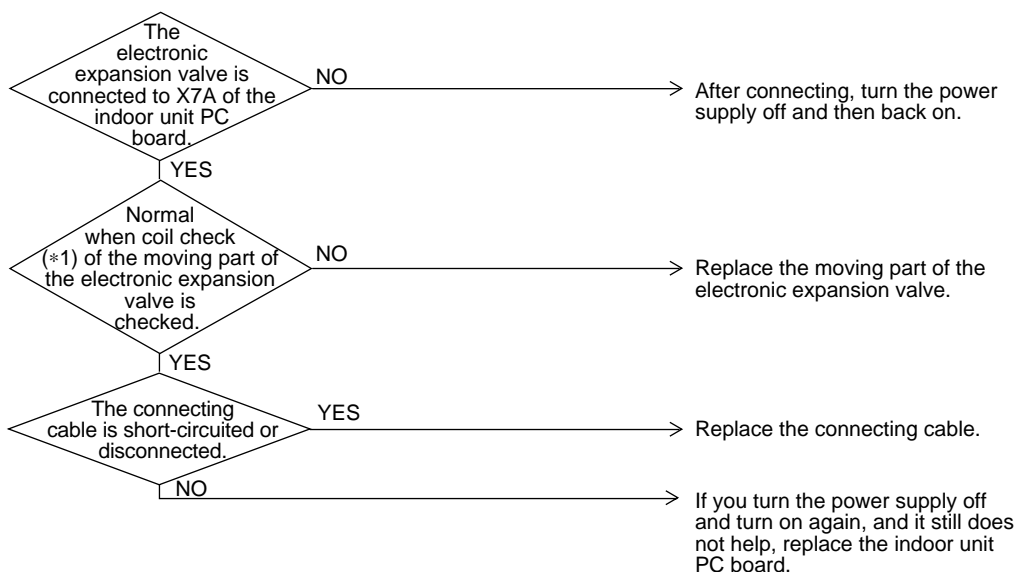 The
electronic
expansion valve is
connected to X7A of the
indoor unit PC
board.
NO
After connecting, turn the power
supply off and then back on.
YES
Normal
when coil check
(∗1) of the moving part of
the electronic expansion
valve is
checked.
NO
Replace the moving part of the
electronic expansion valve.
YES
The connecting
cable is short-circuited or
disconnected.
YES
Replace the connecting cable.
NO
If you turn the power supply off
and turn on again, and it still does
not help, replace the indoor unit
PC board.